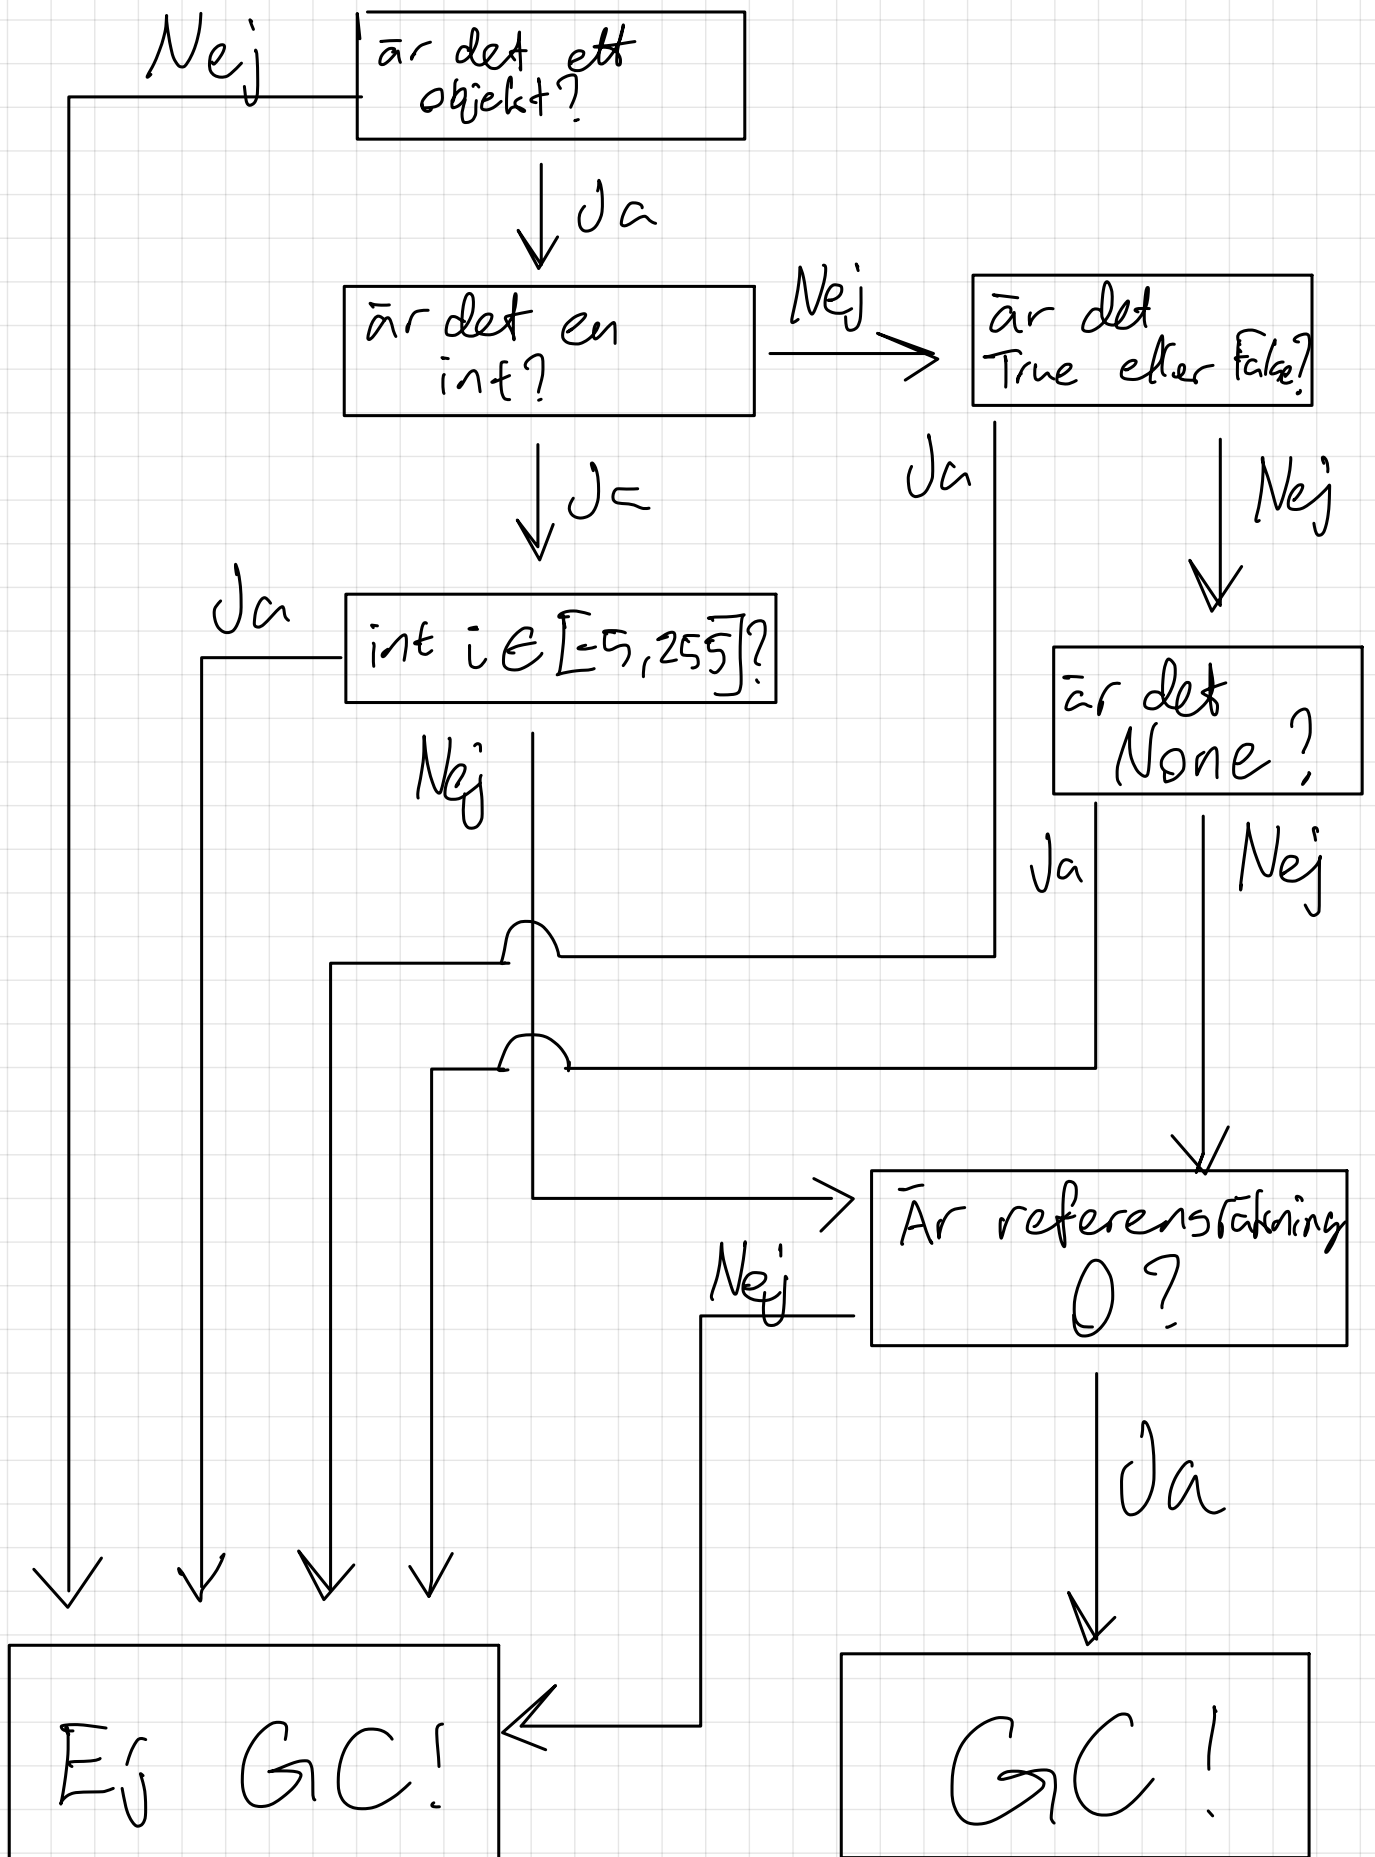 Nej
är det ett
objekt?
Ja
är det en
int?
Nej
är det
True eller False?
Ja
Ja
Nej
Ja
int i ∈ [-5,255]?
är det
None?
Nej
Ja
Nej
Är referensräkning
0?
Nej
Ja
Ej GC!
GC!